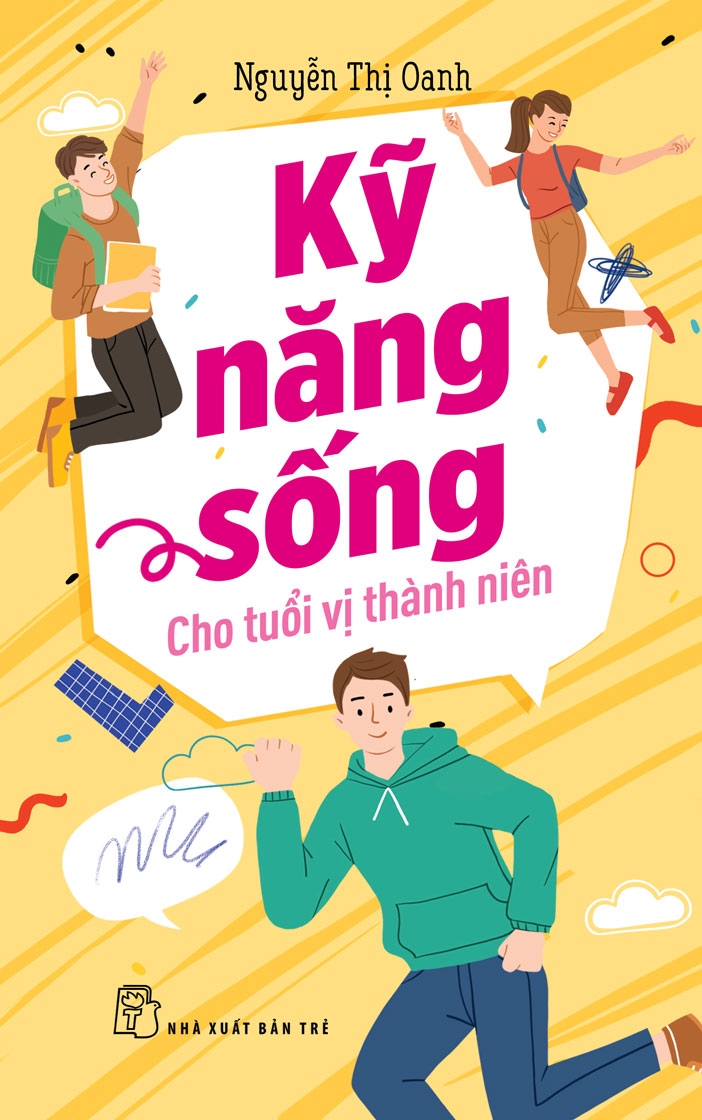 Nguyễn Thị Oanh
Kỹ
năng
sống
Cho tuổi vị thành niên
T
NHÀ XUẤT BẢN TRẺ